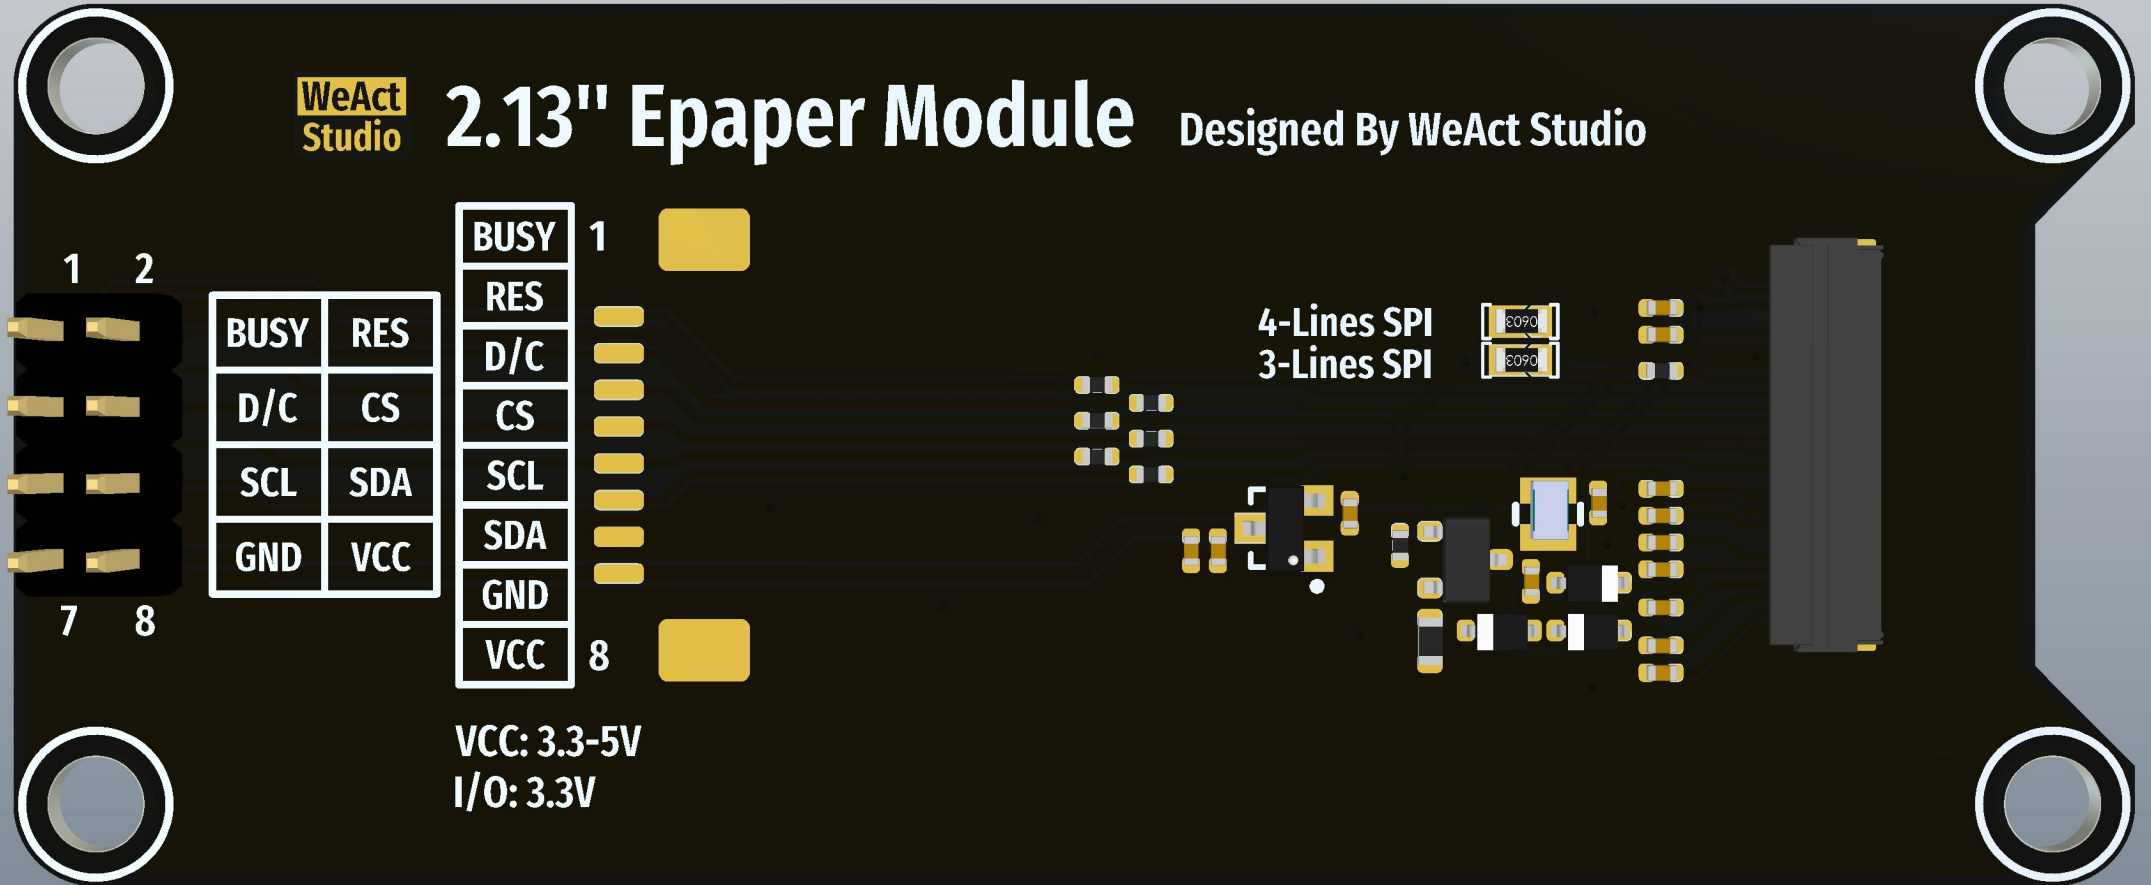 WeAct
Studio
2.13" Epaper Module
Designed By WeAct Studio
1 2
BUSY RES
D/C CS
SCL SDA
GND VCC
7 8
BUSY 1
RES
D/C
CS
SCL
SDA
GND
VCC 8
VCC: 3.3-5V
I/O: 3.3V
4-Lines SPI
0603
3-Lines SPI
0603